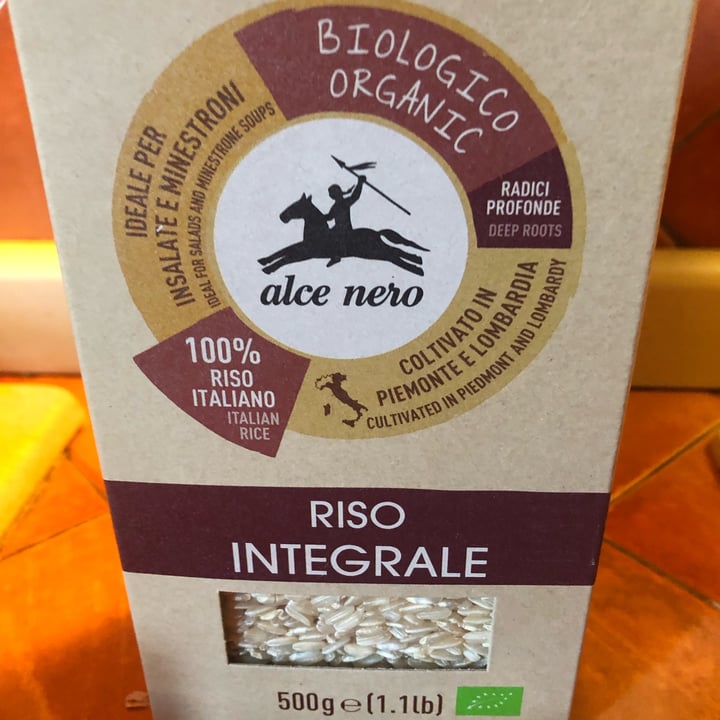 BIOLOGICO
ORGANIC
RADICI
PROFONDE
DEEP ROOTS
IDEALE PER
INSALATE E MINESTRONI
IDEAL FOR SALADS AND MINESTRONE SOUPS
alce nero
COLTIVATO IN
PIEMONTE E LOMBARDIA
CULTIVATED IN PIEDMONT AND LOMBARDY
100%
RISO
ITALIANO
ITALIAN
RICE
RISO
INTEGRALE
500g e (1.1lb)